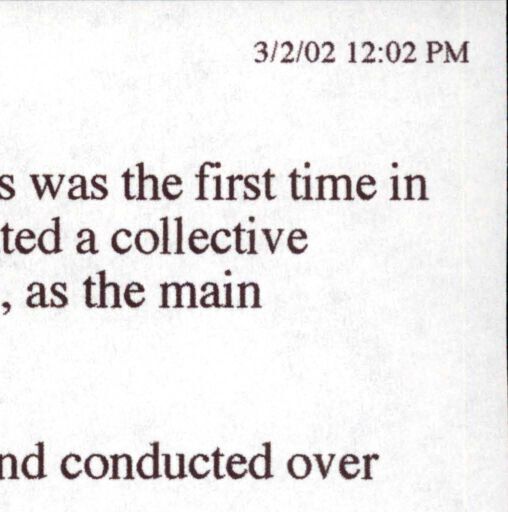 3/2/02 12:02 PM
s was the first time in
ted a collective
, as the main
nd conducted over